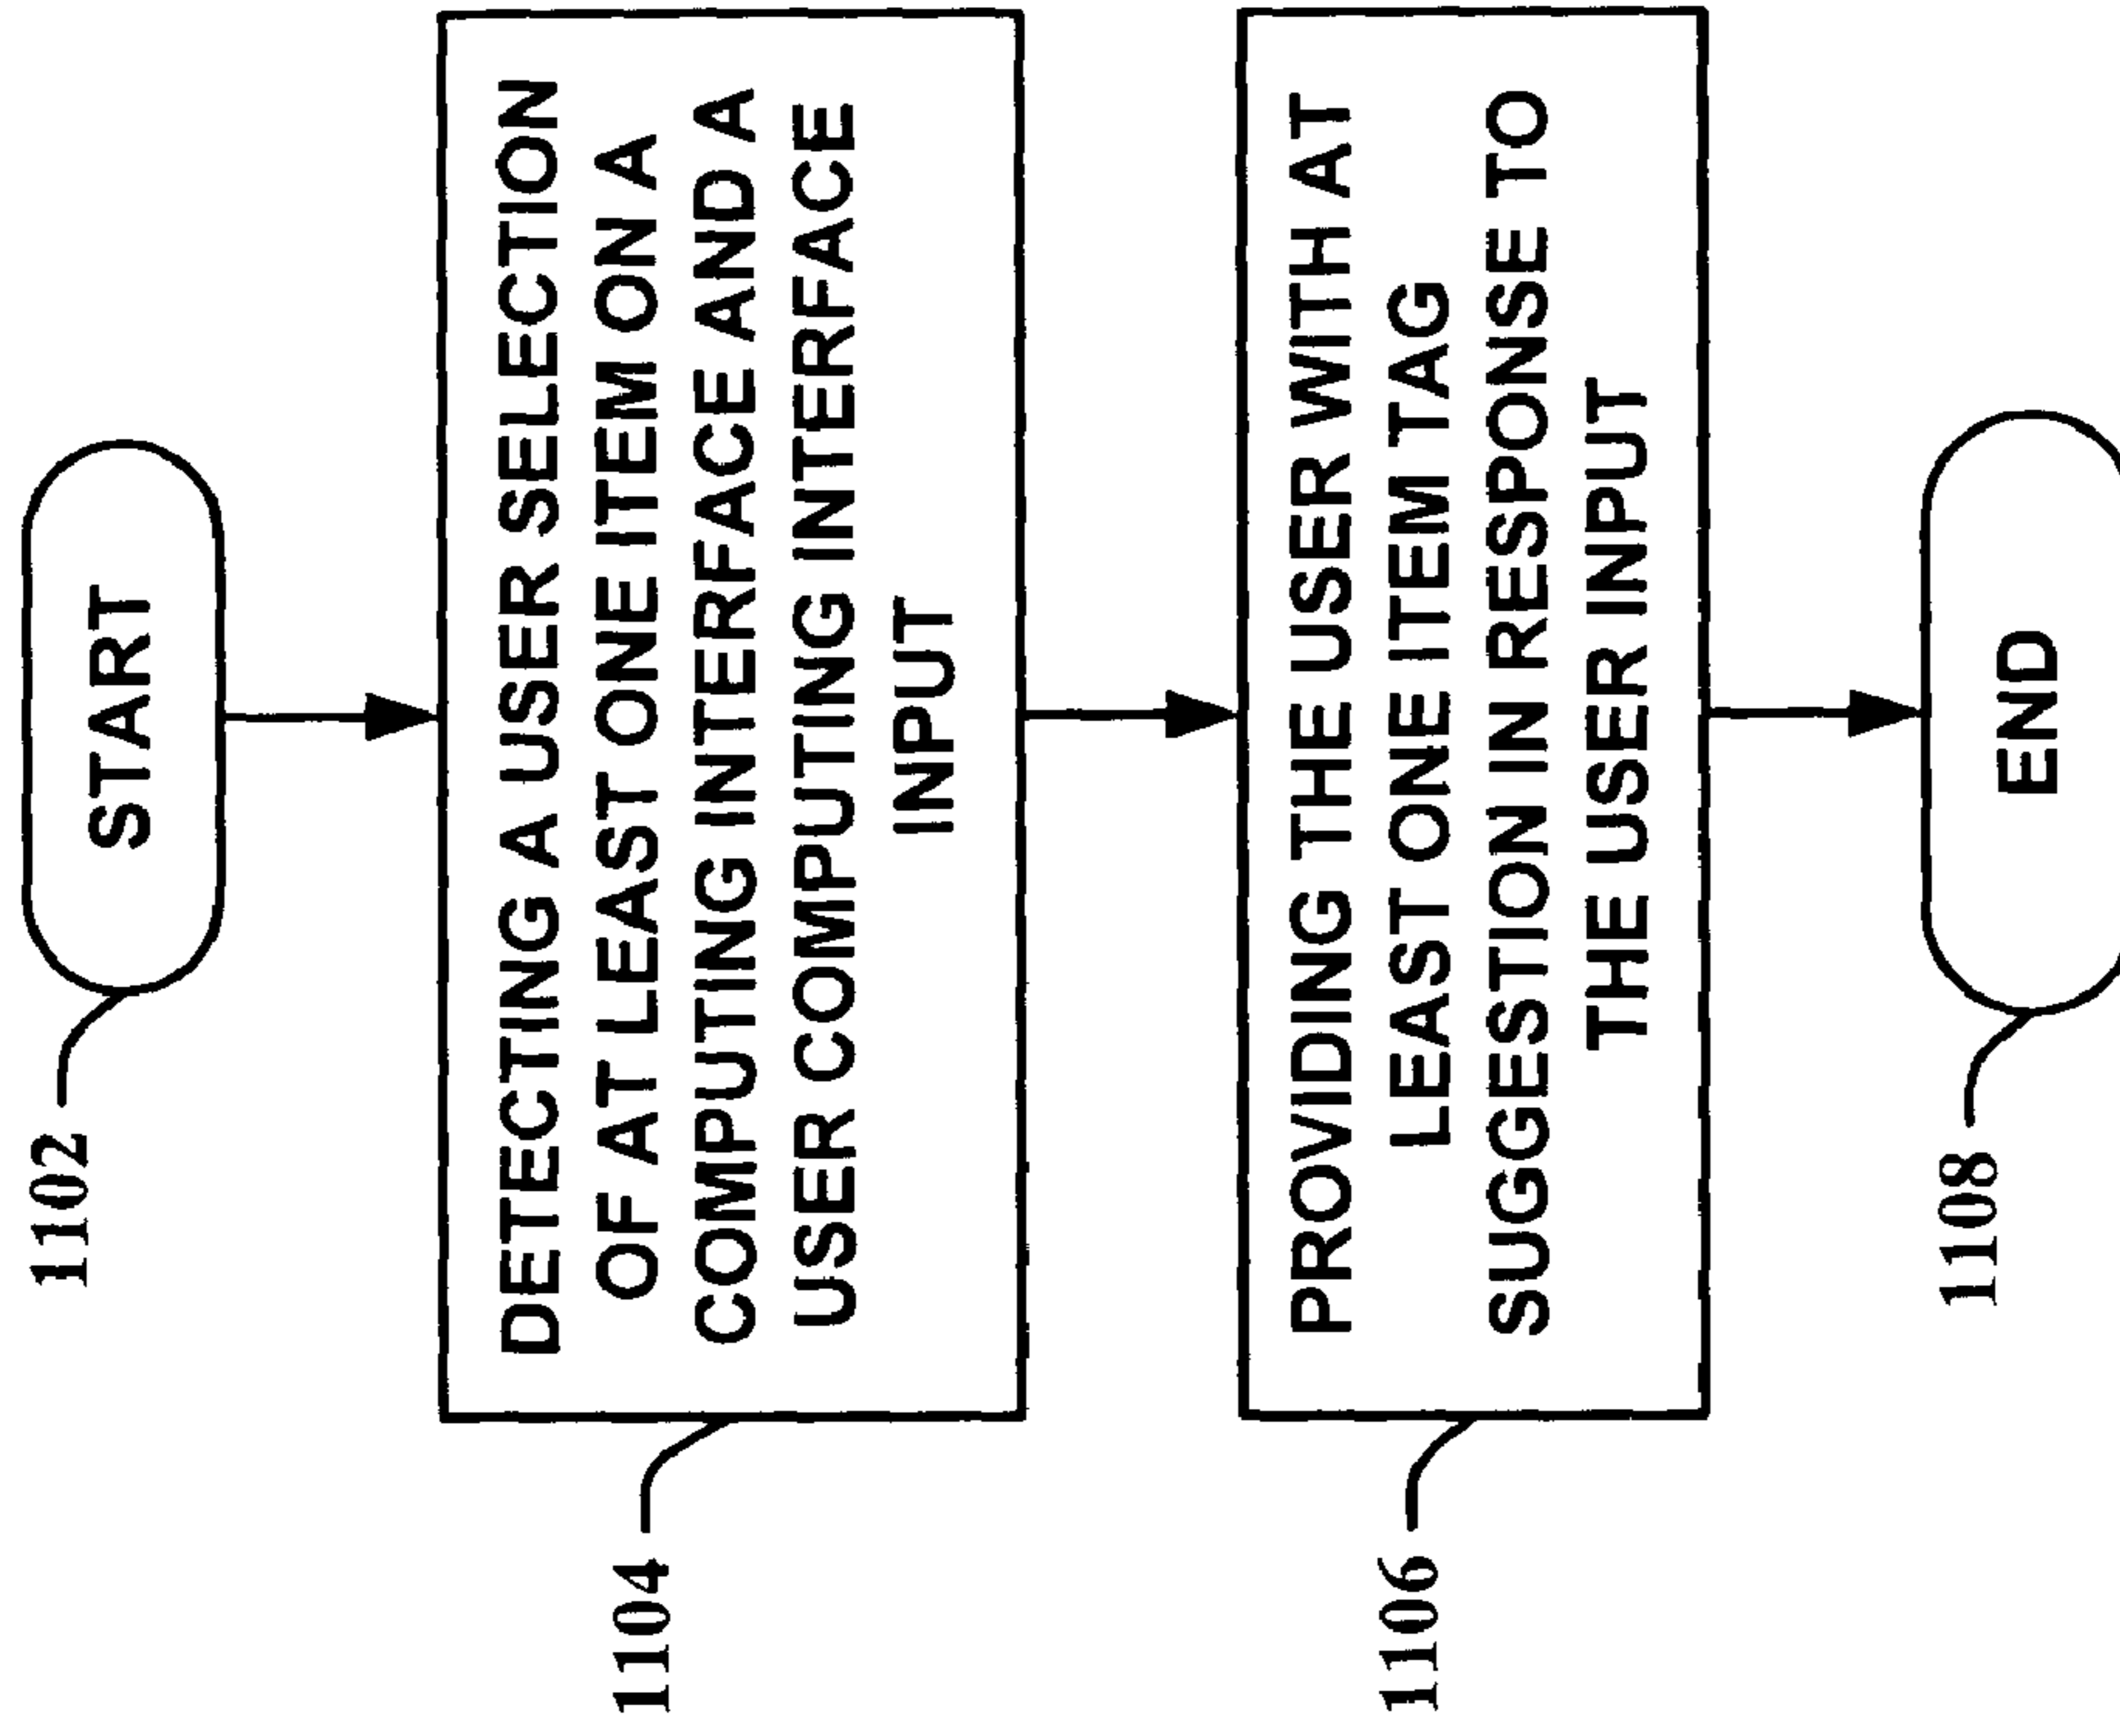 1102
START
1104
DETECTING A USER SELECTION
OF AT LEAST ONE ITEM ON A
COMPUTING INTERFACE AND A
USER COMPUTING INTERFACE
INPUT
1106
PROVIDING THE USER WITH AT
LEAST ONE ITEM TAG
SUGGESTION IN RESPONSE TO
THE USER INPUT
1108
END